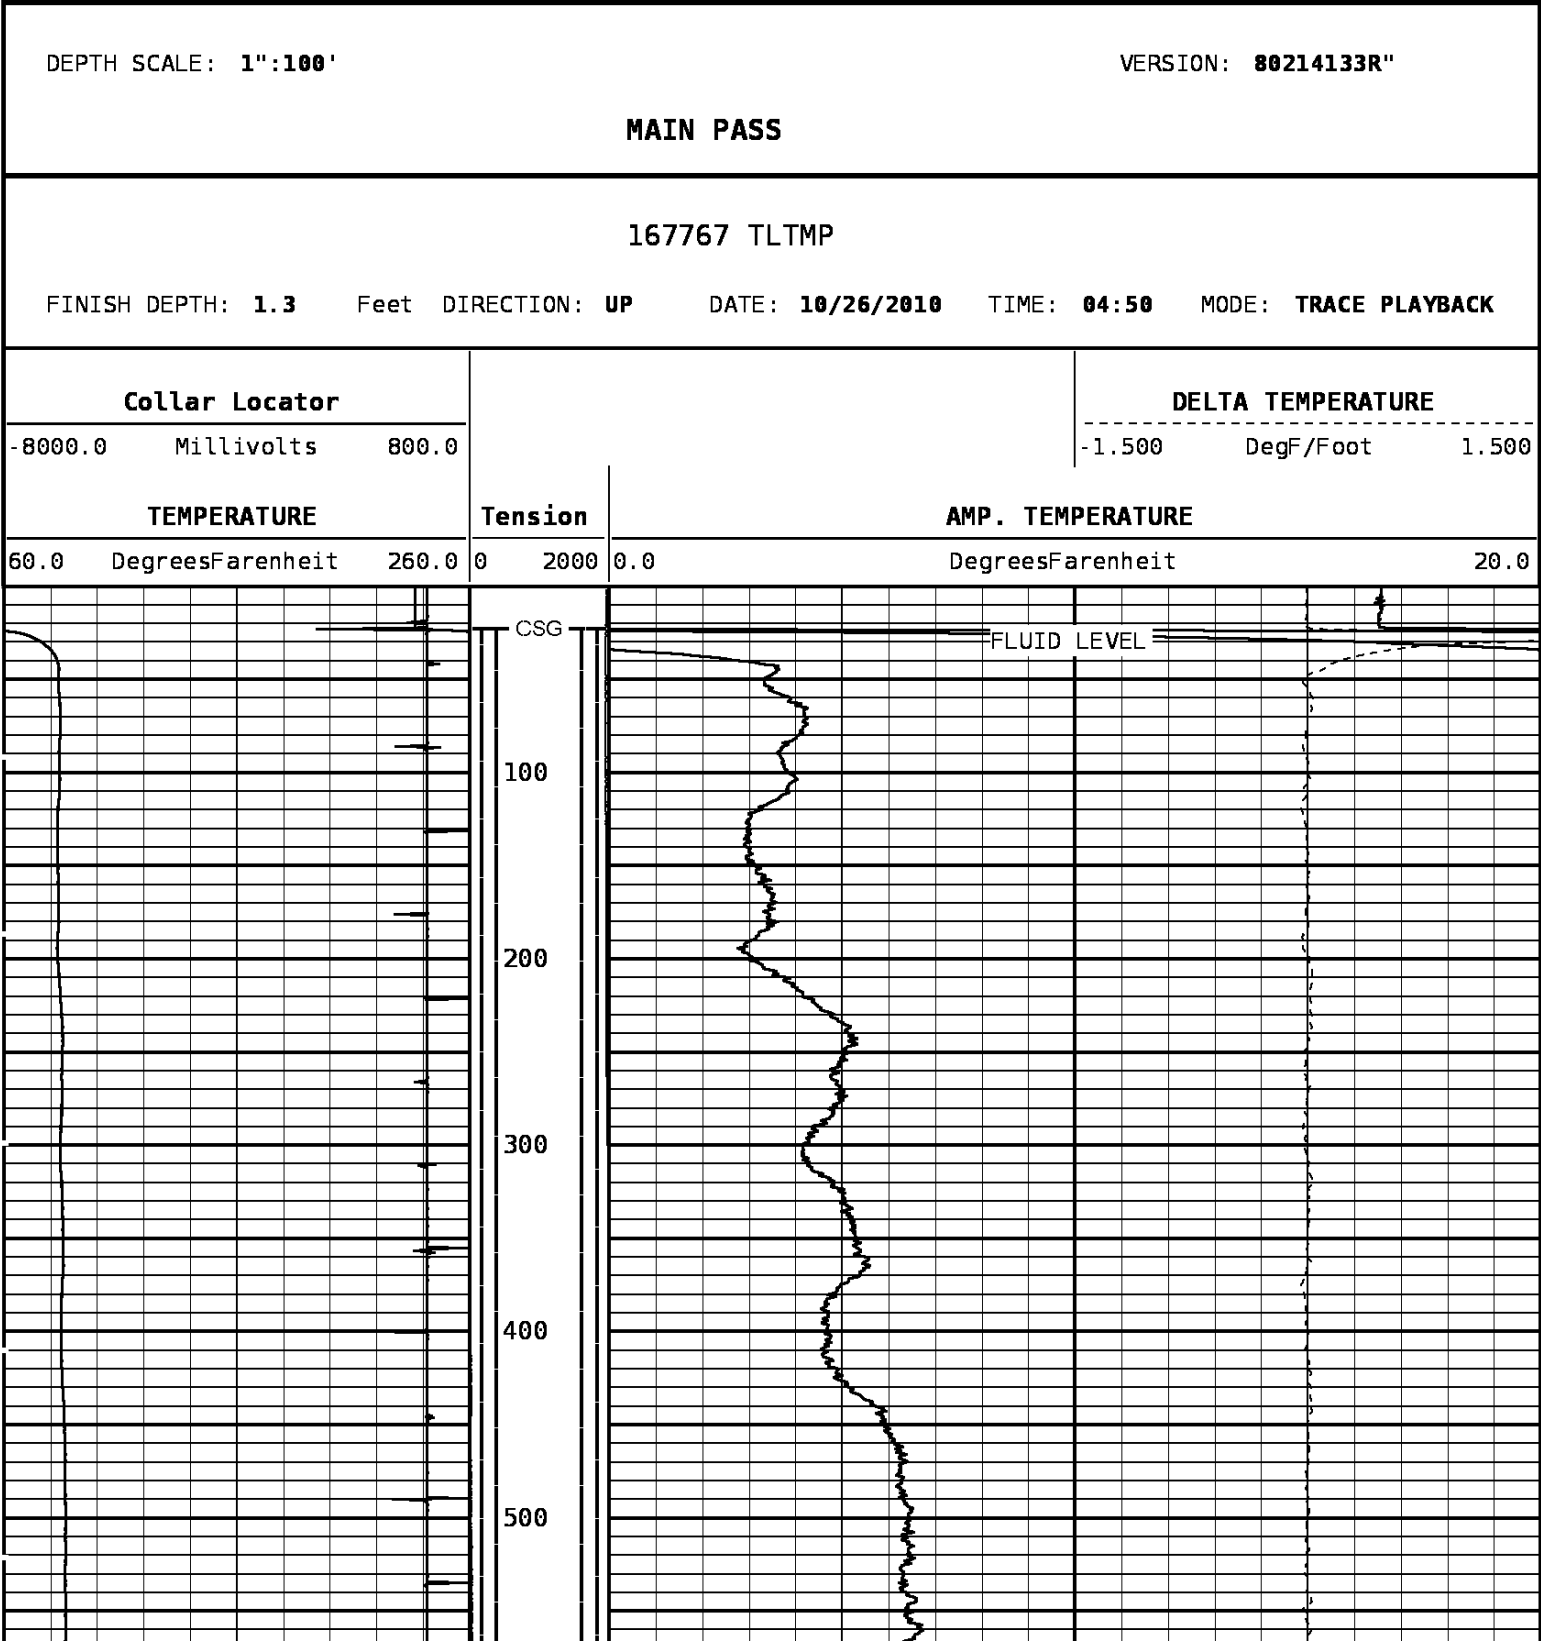 DEPTH SCALE: 1":100' VERSION: 80214133R"
MAIN PASS
167767 TLTMP
FINISH DEPTH: 1.3 Feet DIRECTION: UP DATE: 10/26/2010 TIME: 04:50 MODE: TRACE PLAYBACK
Collar Locator DELTA TEMPERATURE
-8000.0 Millivolts 800.0 -1.500 DegF/Foot 1.500
TEMPERATURE Tension AMP. TEMPERATURE
60.0 DegreesFarenheit 260.0 0 2000 0.0 DegreesFarenheit 20.0
CSG
FLUID LEVEL
100
200
300
400
500